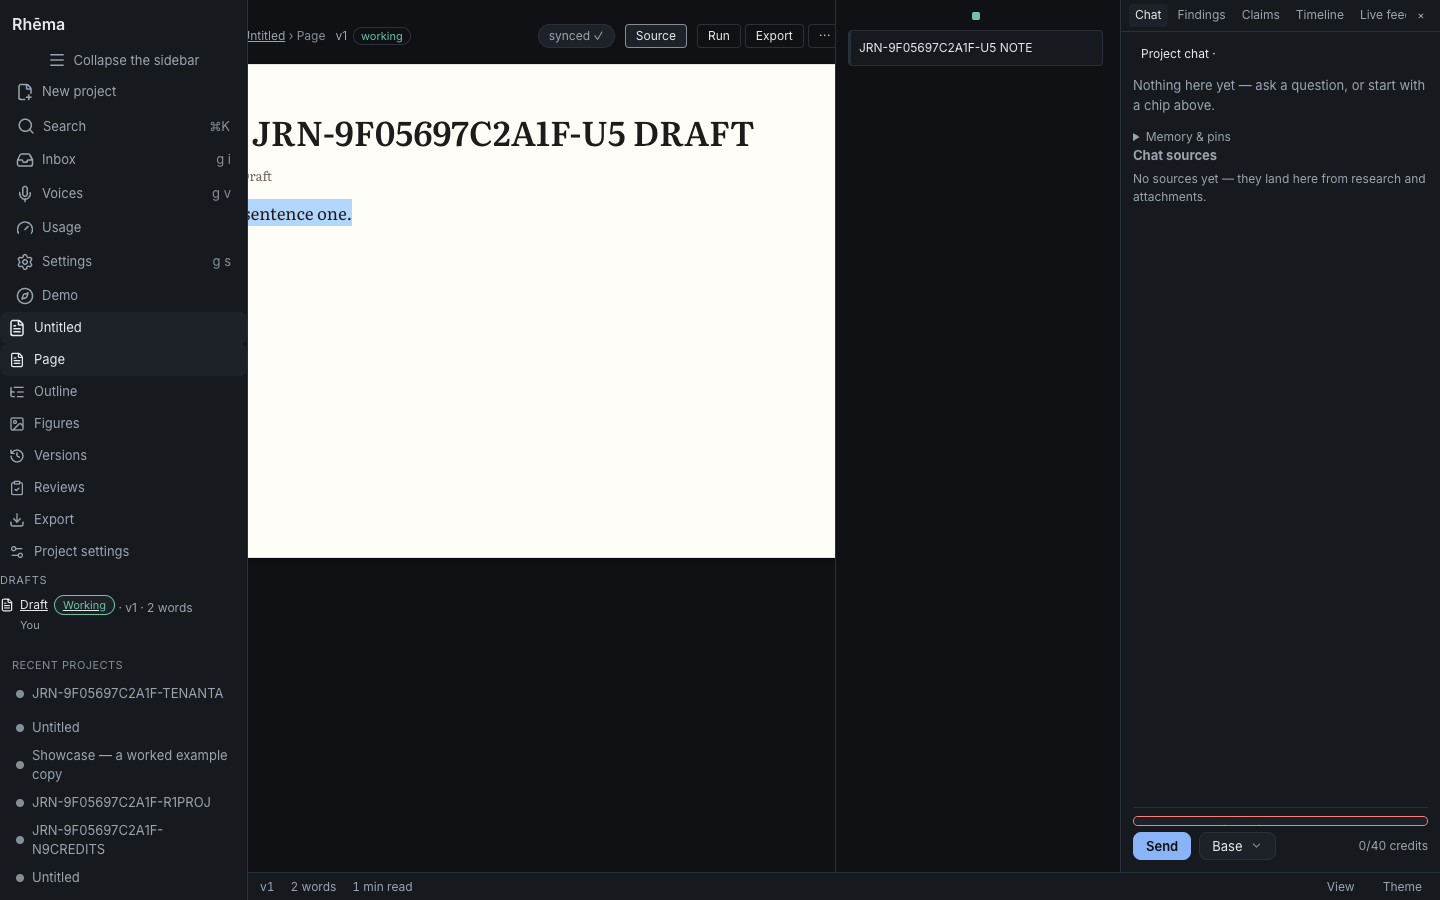 Rhēma
Collapse the sidebar
New project
Search ⌘K
Inbox g i
Voices g v
Usage
Settings g s
Demo
Untitled
Page
Outline
Figures
Versions
Reviews
Export
Project settings
DRAFTS
Draft Working · v1 · 2 words
You
RECENT PROJECTS
JRN-9F05697C2A1F-TENANTA
Untitled
Showcase — a worked example
copy
JRN-9F05697C2A1F-R1PROJ
JRN-9F05697C2A1F-
N9CREDITS
Untitled
Untitled › Page v1 working synced ✓ Source Run Export ···
JRN-9F05697C2A1F-U5 DRAFT
Draft
sentence one.
JRN-9F05697C2A1F-U5 NOTE
Chat Findings Claims Timeline Live feed ×
Project chat ·
Nothing here yet — ask a question, or start with
a chip above.
Memory & pins
Chat sources
No sources yet — they land here from research and
attachments.
Send Base 0/40 credits
v1 2 words 1 min read View Theme